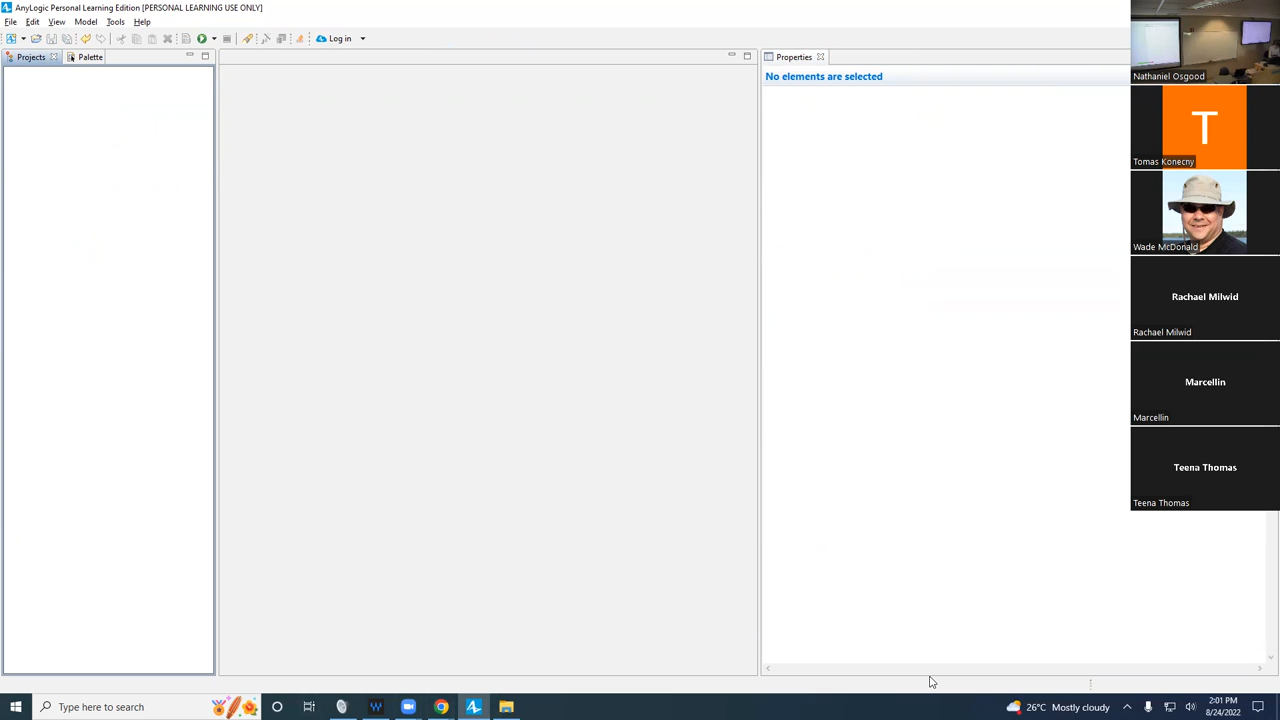 AnyLogic Personal Learning Edition [PERSONAL LEARNING USE ONLY]
File Edit View Model Tools Help
Log in
Projects Palette Properties
No elements are selected
Nathaniel Osgood
T
Tomas Konecny
Wade McDonald
Rachael Milwid
Rachael Milwid
Marcellin
Marcellin
Teena Thomas
Teena Thomas
Type here to search
26°C Mostly cloudy
2:01 PM
8/24/2022